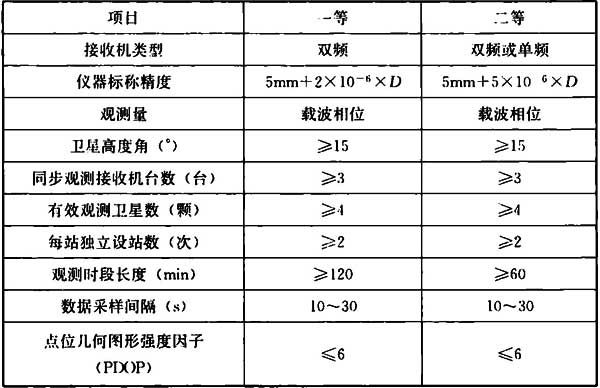 项目 一等 二等
接收机类型 双频 双频或单频
仪器标称精度 5mm+2×10⁻⁶×D 5mm+5×10⁻⁶×D
观测量 载波相位 载波相位
卫星高度角（°） ≥15 ≥15
同步观测接收机台数（台） ≥3 ≥3
有效观测卫星数（颗） ≥4 ≥4
每站独立设站数（次） ≥2 ≥2
观测时段长度（min） ≥120 ≥60
数据采样间隔（s） 10～30 10～30
点位几何图形强度因子
（PDOP） ≤6 ≤6